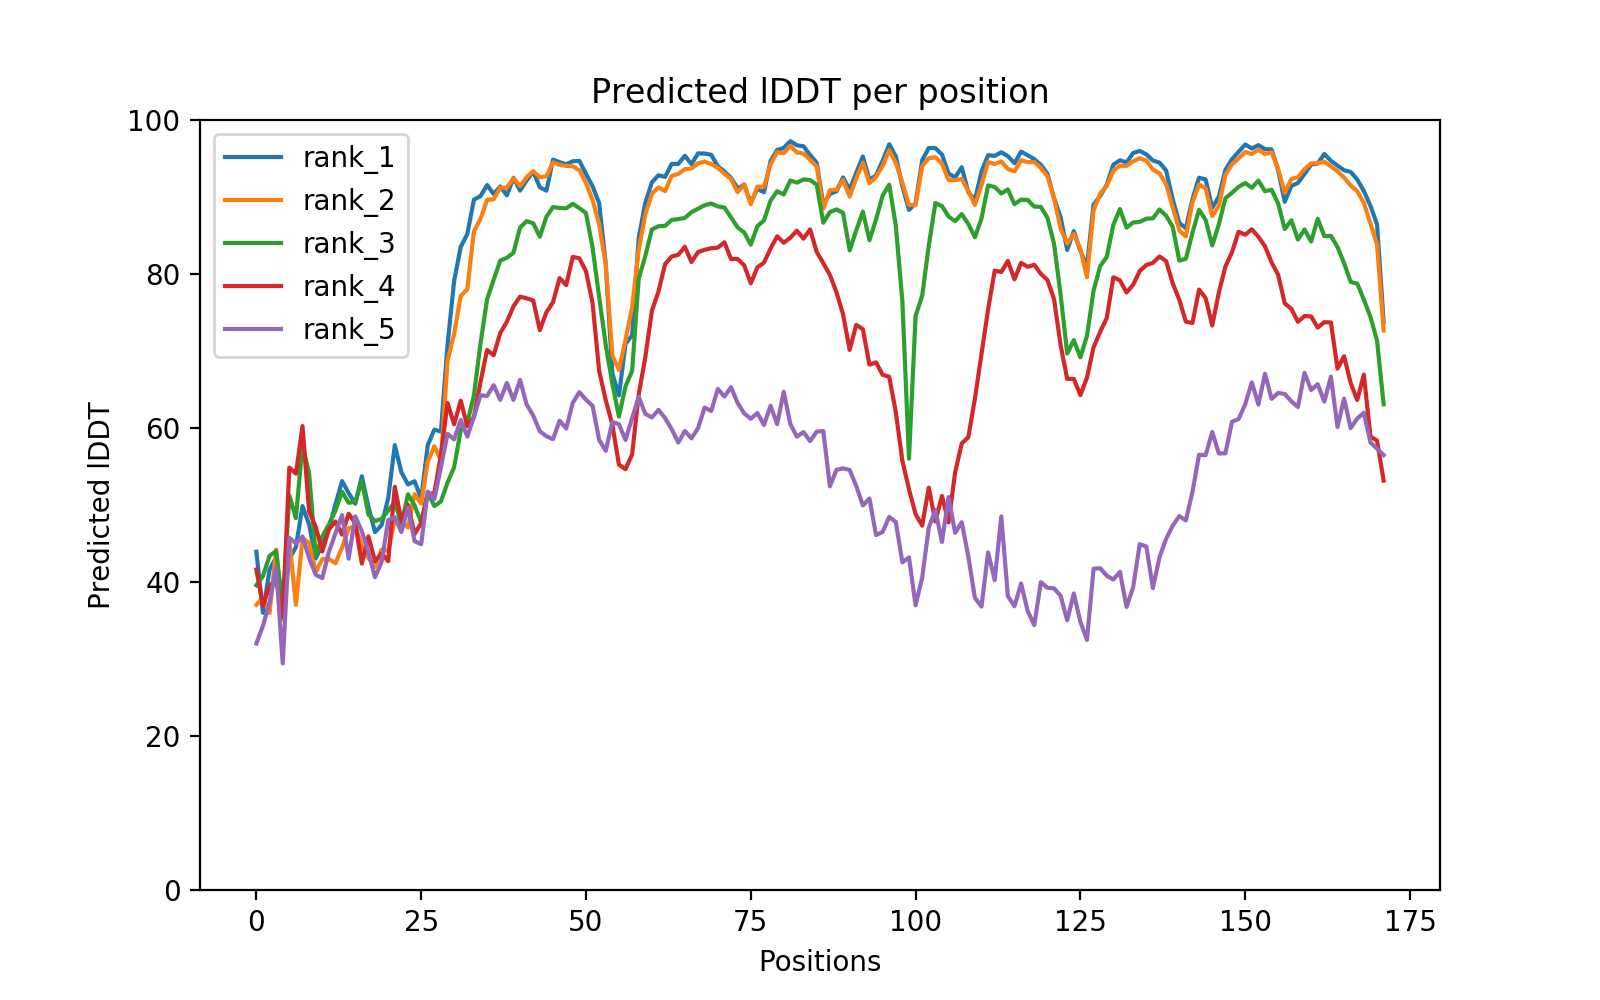 Predicted lDDT per position
100
80
60
40
20
0
Predicted lDDT
rank_1
rank_2
rank_3
rank_4
rank_5
0 25 50 75 100 125 150 175
Positions